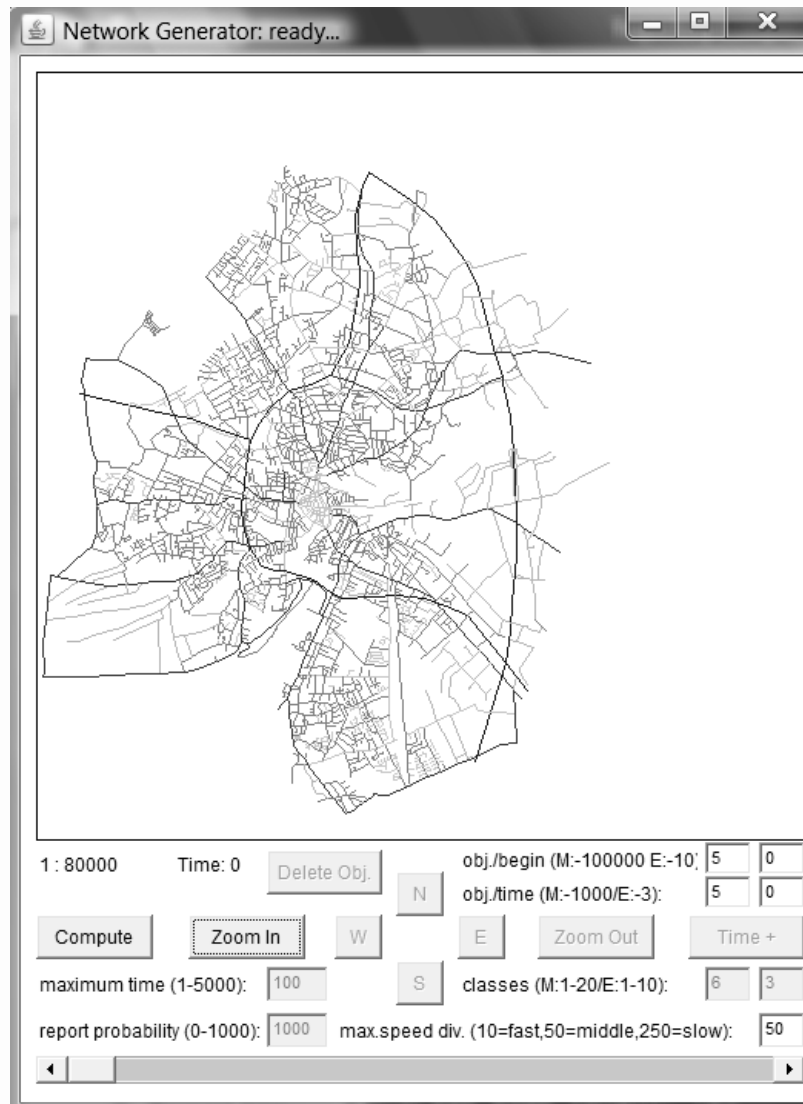 Network Generator: ready...
1 : 80000 Time: 0 Delete Obj. obj./begin (M:-100000 E:-10) 5 0
N obj./time (M:-1000/E:-3): 5 0
Compute Zoom In W E Zoom Out Time +
maximum time (1-5000): 100 S classes (M:1-20/E:1-10): 6 3
report probability (0-1000): 1000 max.speed div. (10=fast,50=middle,250=slow): 50